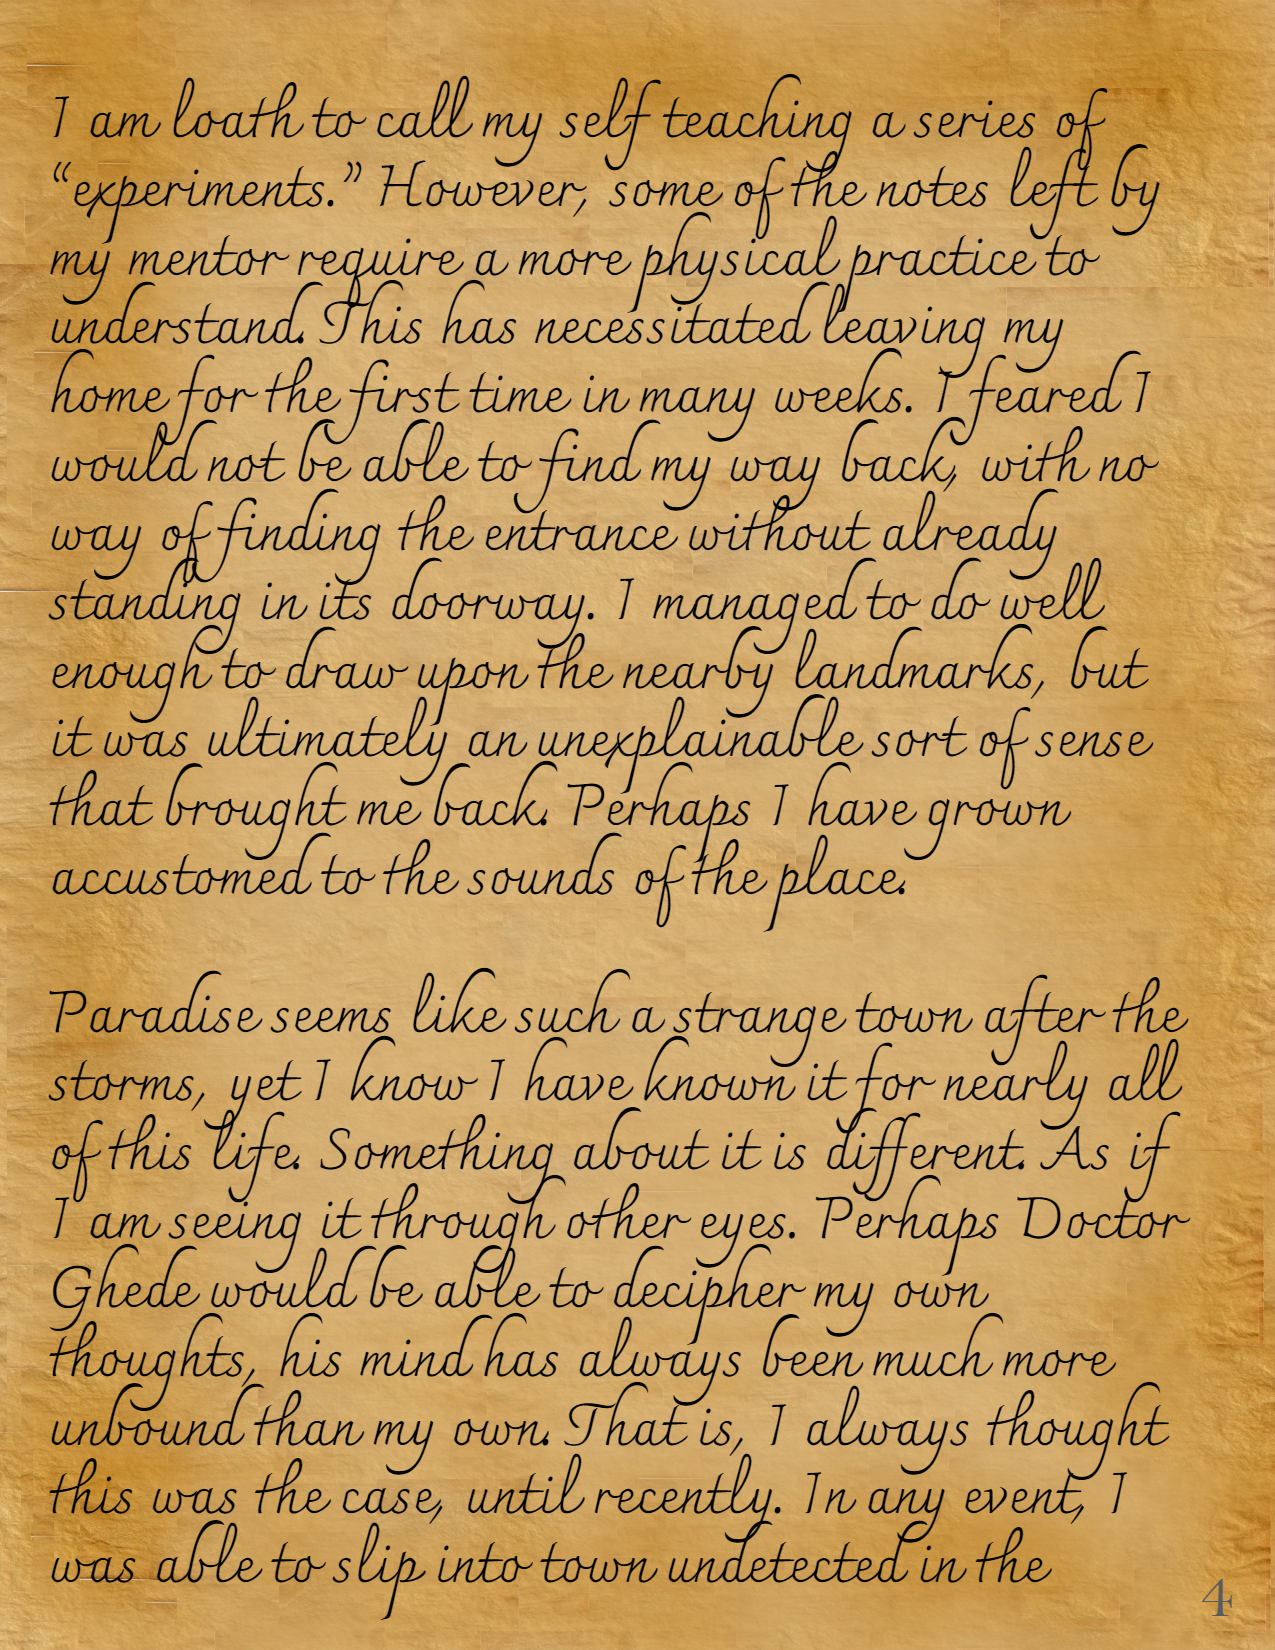 I am loath to call my self teaching a series of
“experiments.” However, some of the notes left by
my mentor require a more physical practice to
understand. This has necessitated leaving my
home for the first time in many weeks. I feared I
would not be able to find my way back, with no
way of finding the entrance without already
standing in its doorway. I managed to do well
enough to draw upon the nearby landmarks, but
it was ultimately an unexplainable sort of sense
that brought me back. Perhaps I have grown
accustomed to the sounds of the place.
Paradise seems like such a strange town after the
storms, yet I know I have known it for nearly all
of this life. Something about it is different. As if
I am seeing it through other eyes. Perhaps Doctor
Ghede would be able to decipher my own
thoughts, his mind has always been much more
unbound than my own. That is, I always thought
this was the case, until recently. In any event, I
was able to slip into town undetected in the
4